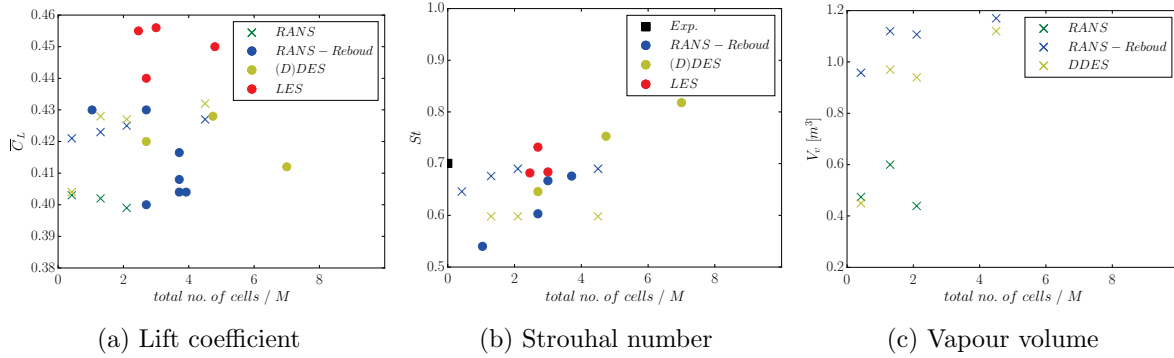 0.46
0.45
0.44
0.43
0.42
0.41
0.40
0.39
0.38
C̅_L
0 2 4 6 8
total no. of cells / M
RANS
RANS − Reboud
(D)DES
LES
(a) Lift coefficient
1.0
0.9
0.8
0.7
0.6
0.5
St
0 2 4 6 8
total no. of cells / M
Exp.
RANS − Reboud
(D)DES
LES
(b) Strouhal number
1.2
1.0
0.8
0.6
0.4
0.2
V_v [m³]
0 2 4 6 8
total no. of cells / M
RANS
RANS − Reboud
DDES
(c) Vapour volume